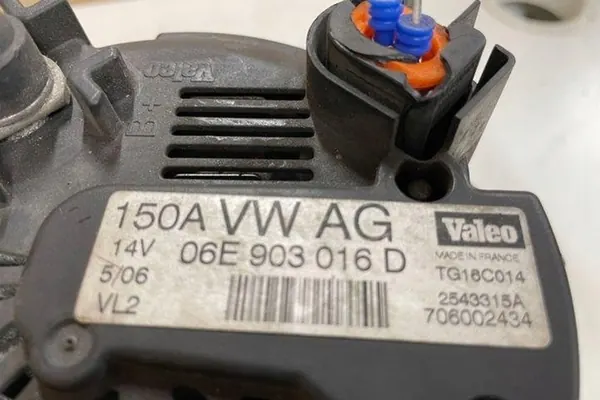 Valeo
B+
150A VW AG
14V 06E 903 016 D
5/06
VL2
Valeo
MADE IN FRANCE
TG16C014
2543315A
706002434